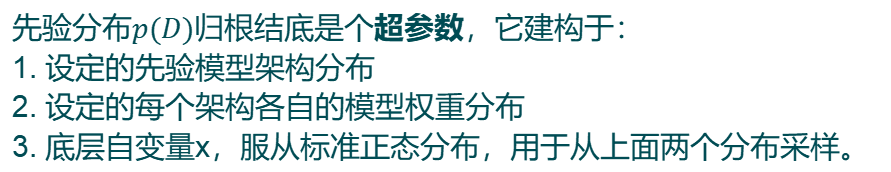 先验分布p(D)归根结底是个超参数，它建构于：
1. 设定的先验模型架构分布
2. 设定的每个架构各自的模型权重分布
3. 底层自变量x，服从标准正态分布，用于从上面两个分布采样。